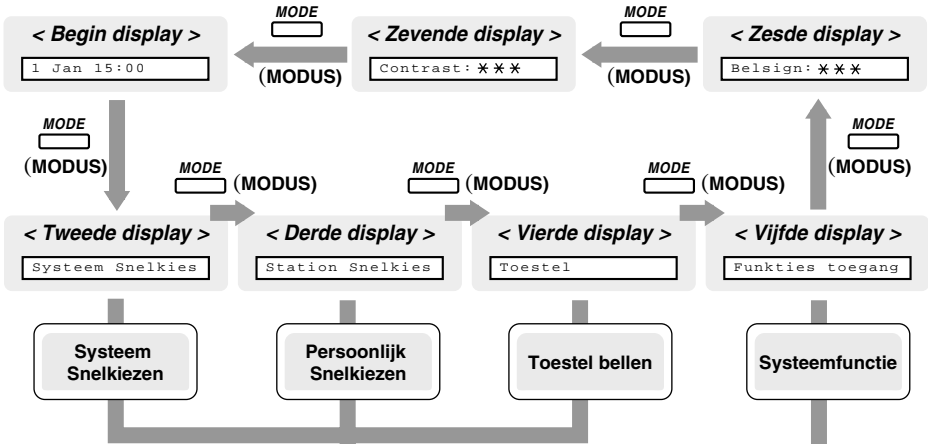 MODE
MODE
< Begin display >
< Zevende display >
< Zesde display >
1 Jan 15:00
Contrast: ***
Belsign: ***
(MODUS)
(MODUS)
MODE
(MODUS)
MODE
(MODUS)
MODE
(MODUS)
MODE
(MODUS)
MODE
(MODUS)
< Tweede display >
< Derde display >
< Vierde display >
< Vijfde display >
Systeem Snelkies
Station Snelkies
Toestel
Funkties toegang
Systeem
Snelkiezen
Persoonlijk
Snelkiezen
Toestel bellen
Systeemfunctie